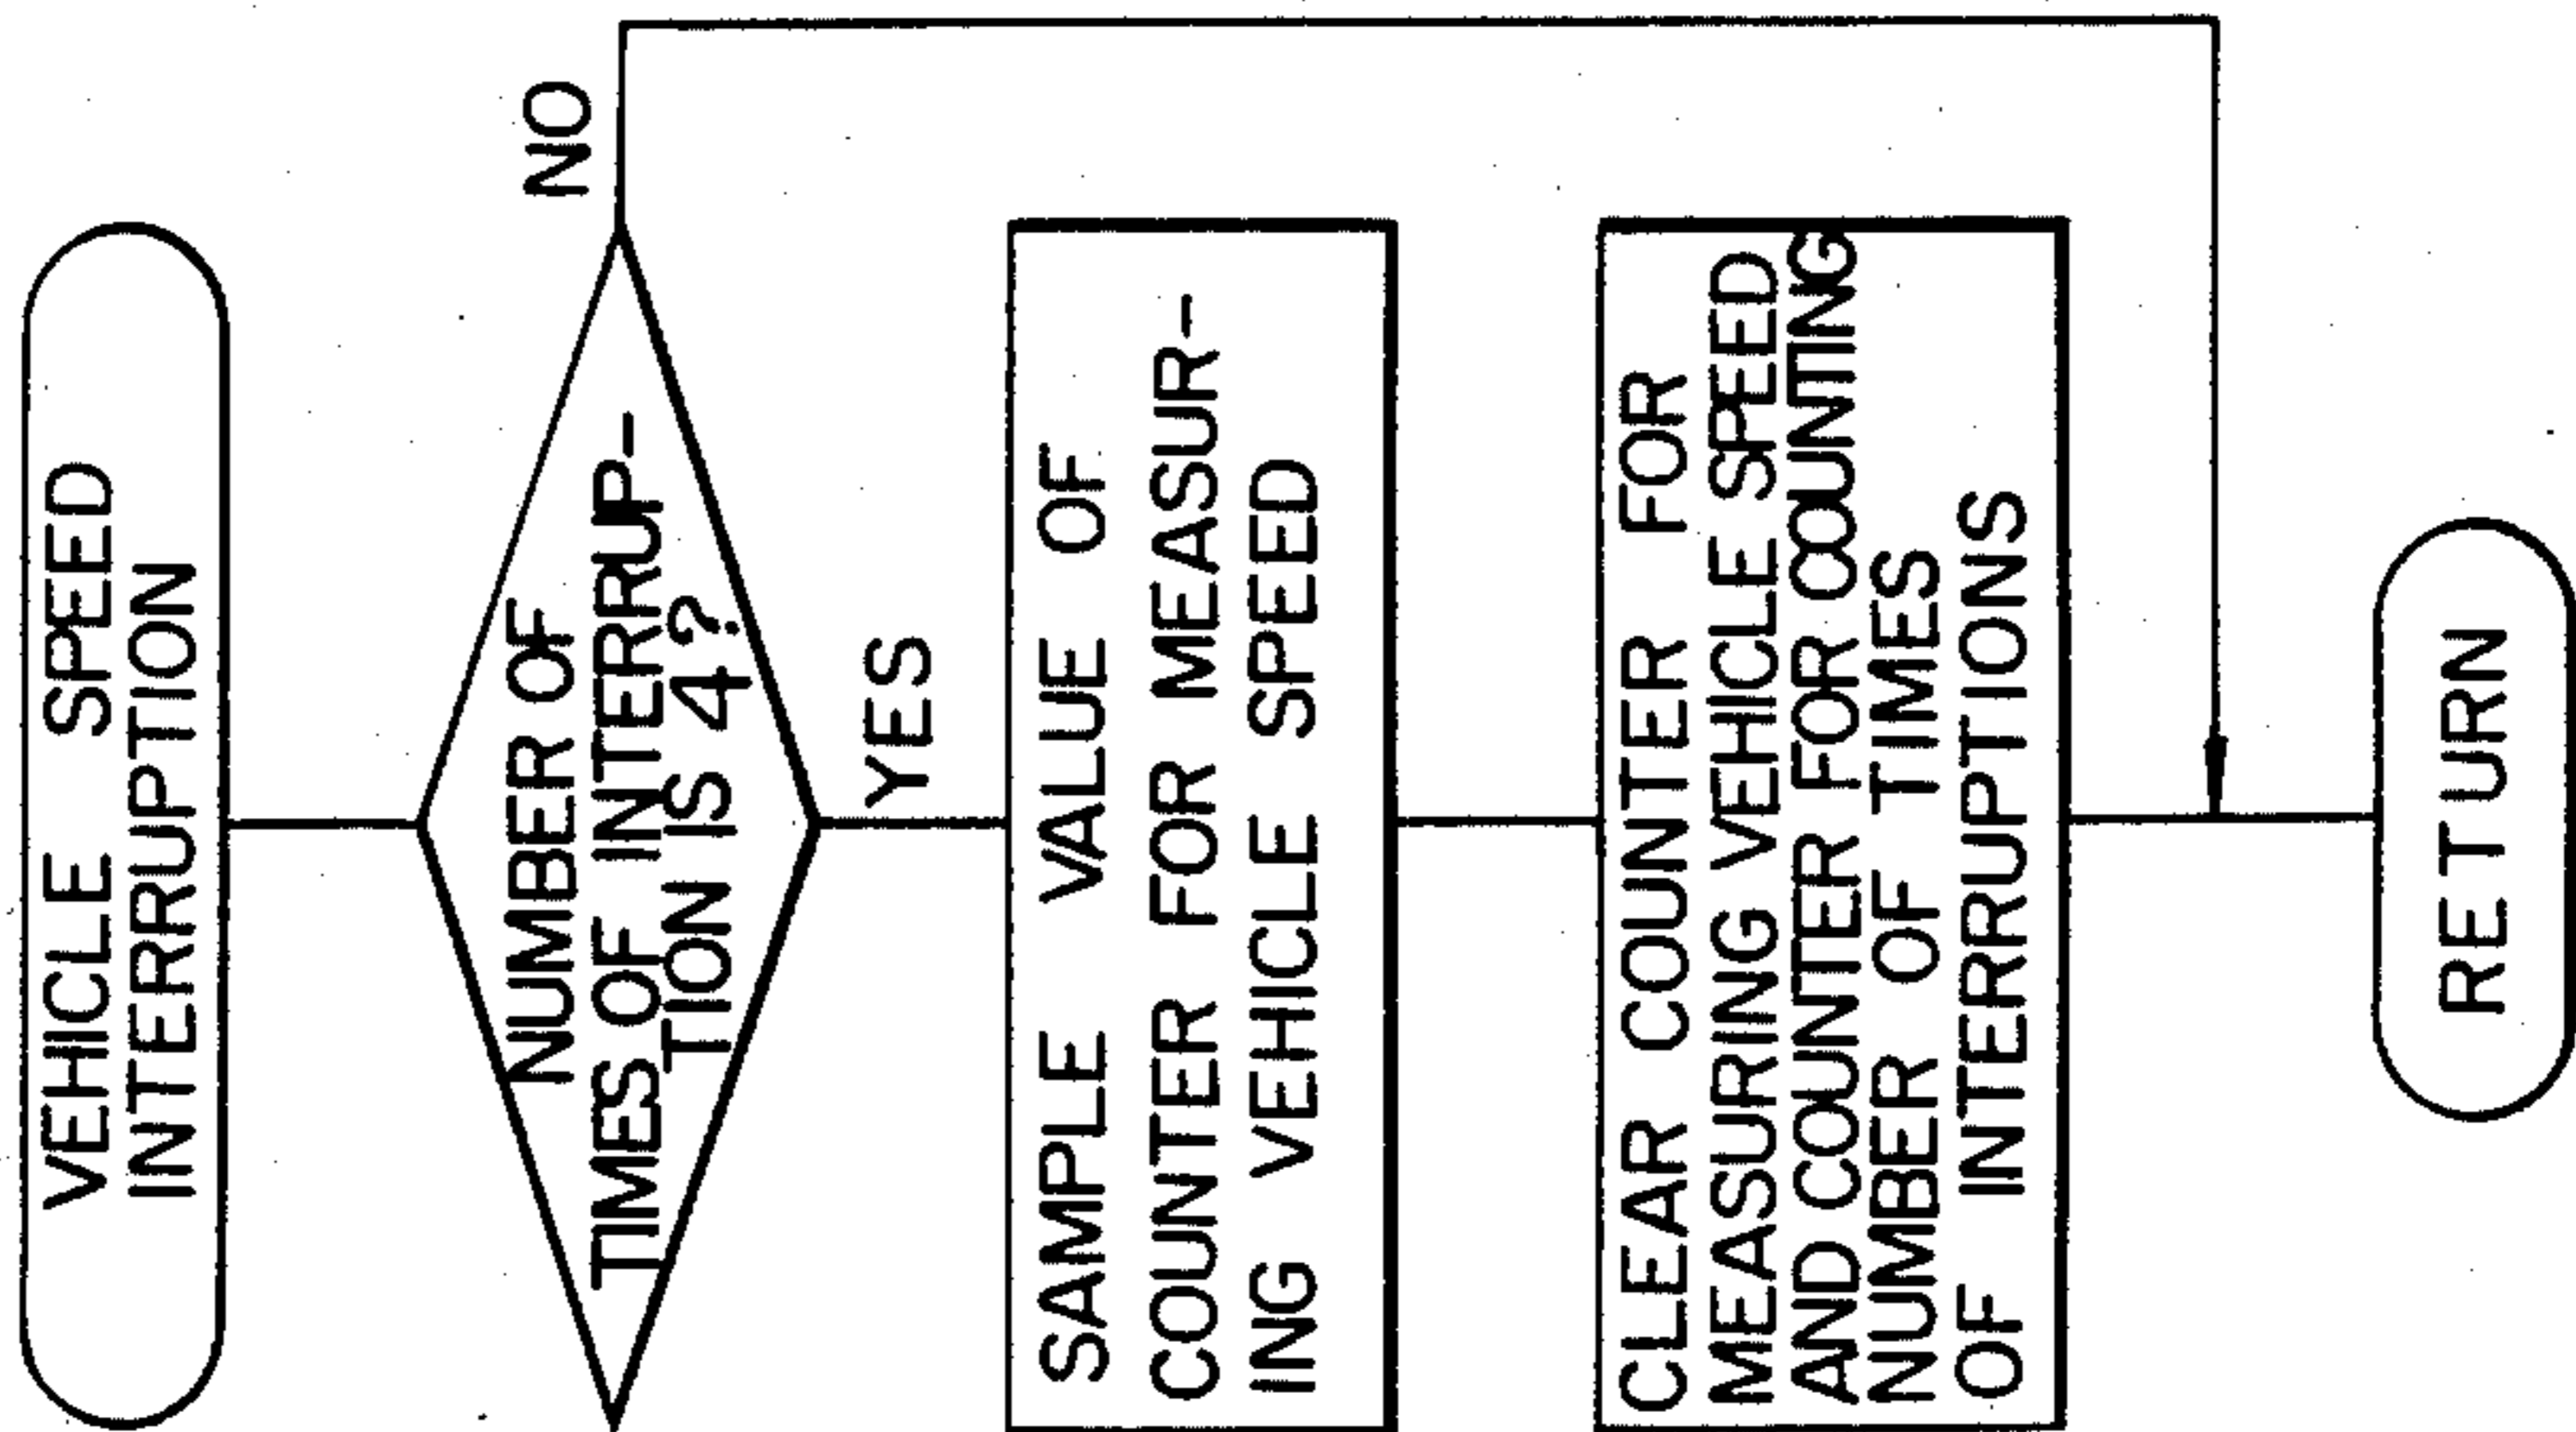 VEHICLE SPEED
INTERRUPTION
NUMBER OF
TIMES OF INTERRUP-
TION IS 4?
NO
YES
SAMPLE VALUE OF
COUNTER FOR MEASUR-
ING VEHICLE SPEED
CLEAR COUNTER FOR
MEASURING VEHICLE SPEED
AND COUNTER FOR COUNTING
NUMBER OF TIMES
OF INTERRUPTIONS
RETURN